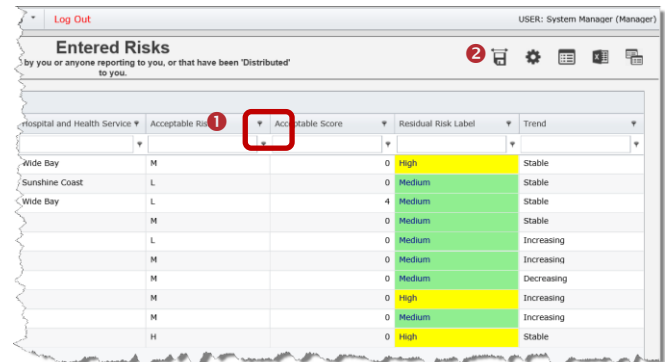 Log Out
USER: System Manager (Manager)
Entered Risks
by you or anyone reporting to you, or that have been 'Distributed'
to you.
2
1
Hospital and Health Service Acceptable Ris Acceptable Score Residual Risk Label Trend
Wide Bay M 0 High Stable
Sunshine Coast L 0 Medium Stable
Wide Bay L 4 Medium Stable
M 0 Medium Stable
L 0 Medium Increasing
M 0 Medium Increasing
M 0 Medium Decreasing
M 0 High Increasing
M 0 Medium Increasing
H 0 High Stable